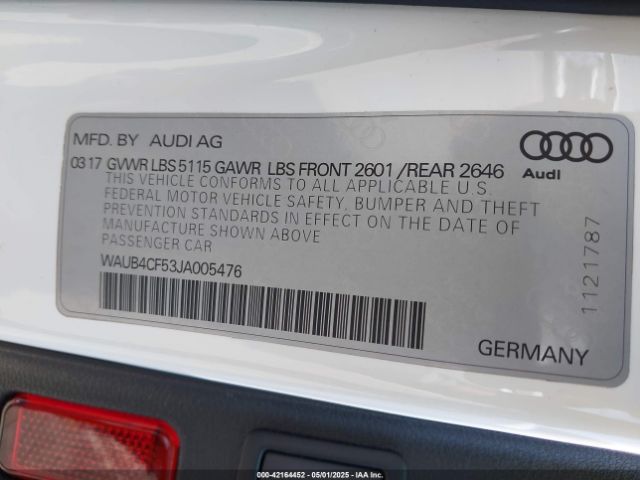 MFD. BY AUDI AG
0317 GVWR LBS 5115 GAWR LBS FRONT 2601 /REAR 2646
THIS VEHICLE CONFORMS TO ALL APPLICABLE U.S.
FEDERAL MOTOR VEHICLE SAFETY, BUMPER AND THEFT
PREVENTION STANDARDS IN EFFECT ON THE DATE OF
MANUFACTURE SHOWN ABOVE
PASSENGER CAR
WAUB4CF53JA005476
Audi
1121787
GERMANY
000-42164452 - 05/01/2025 - IAAI, Inc.